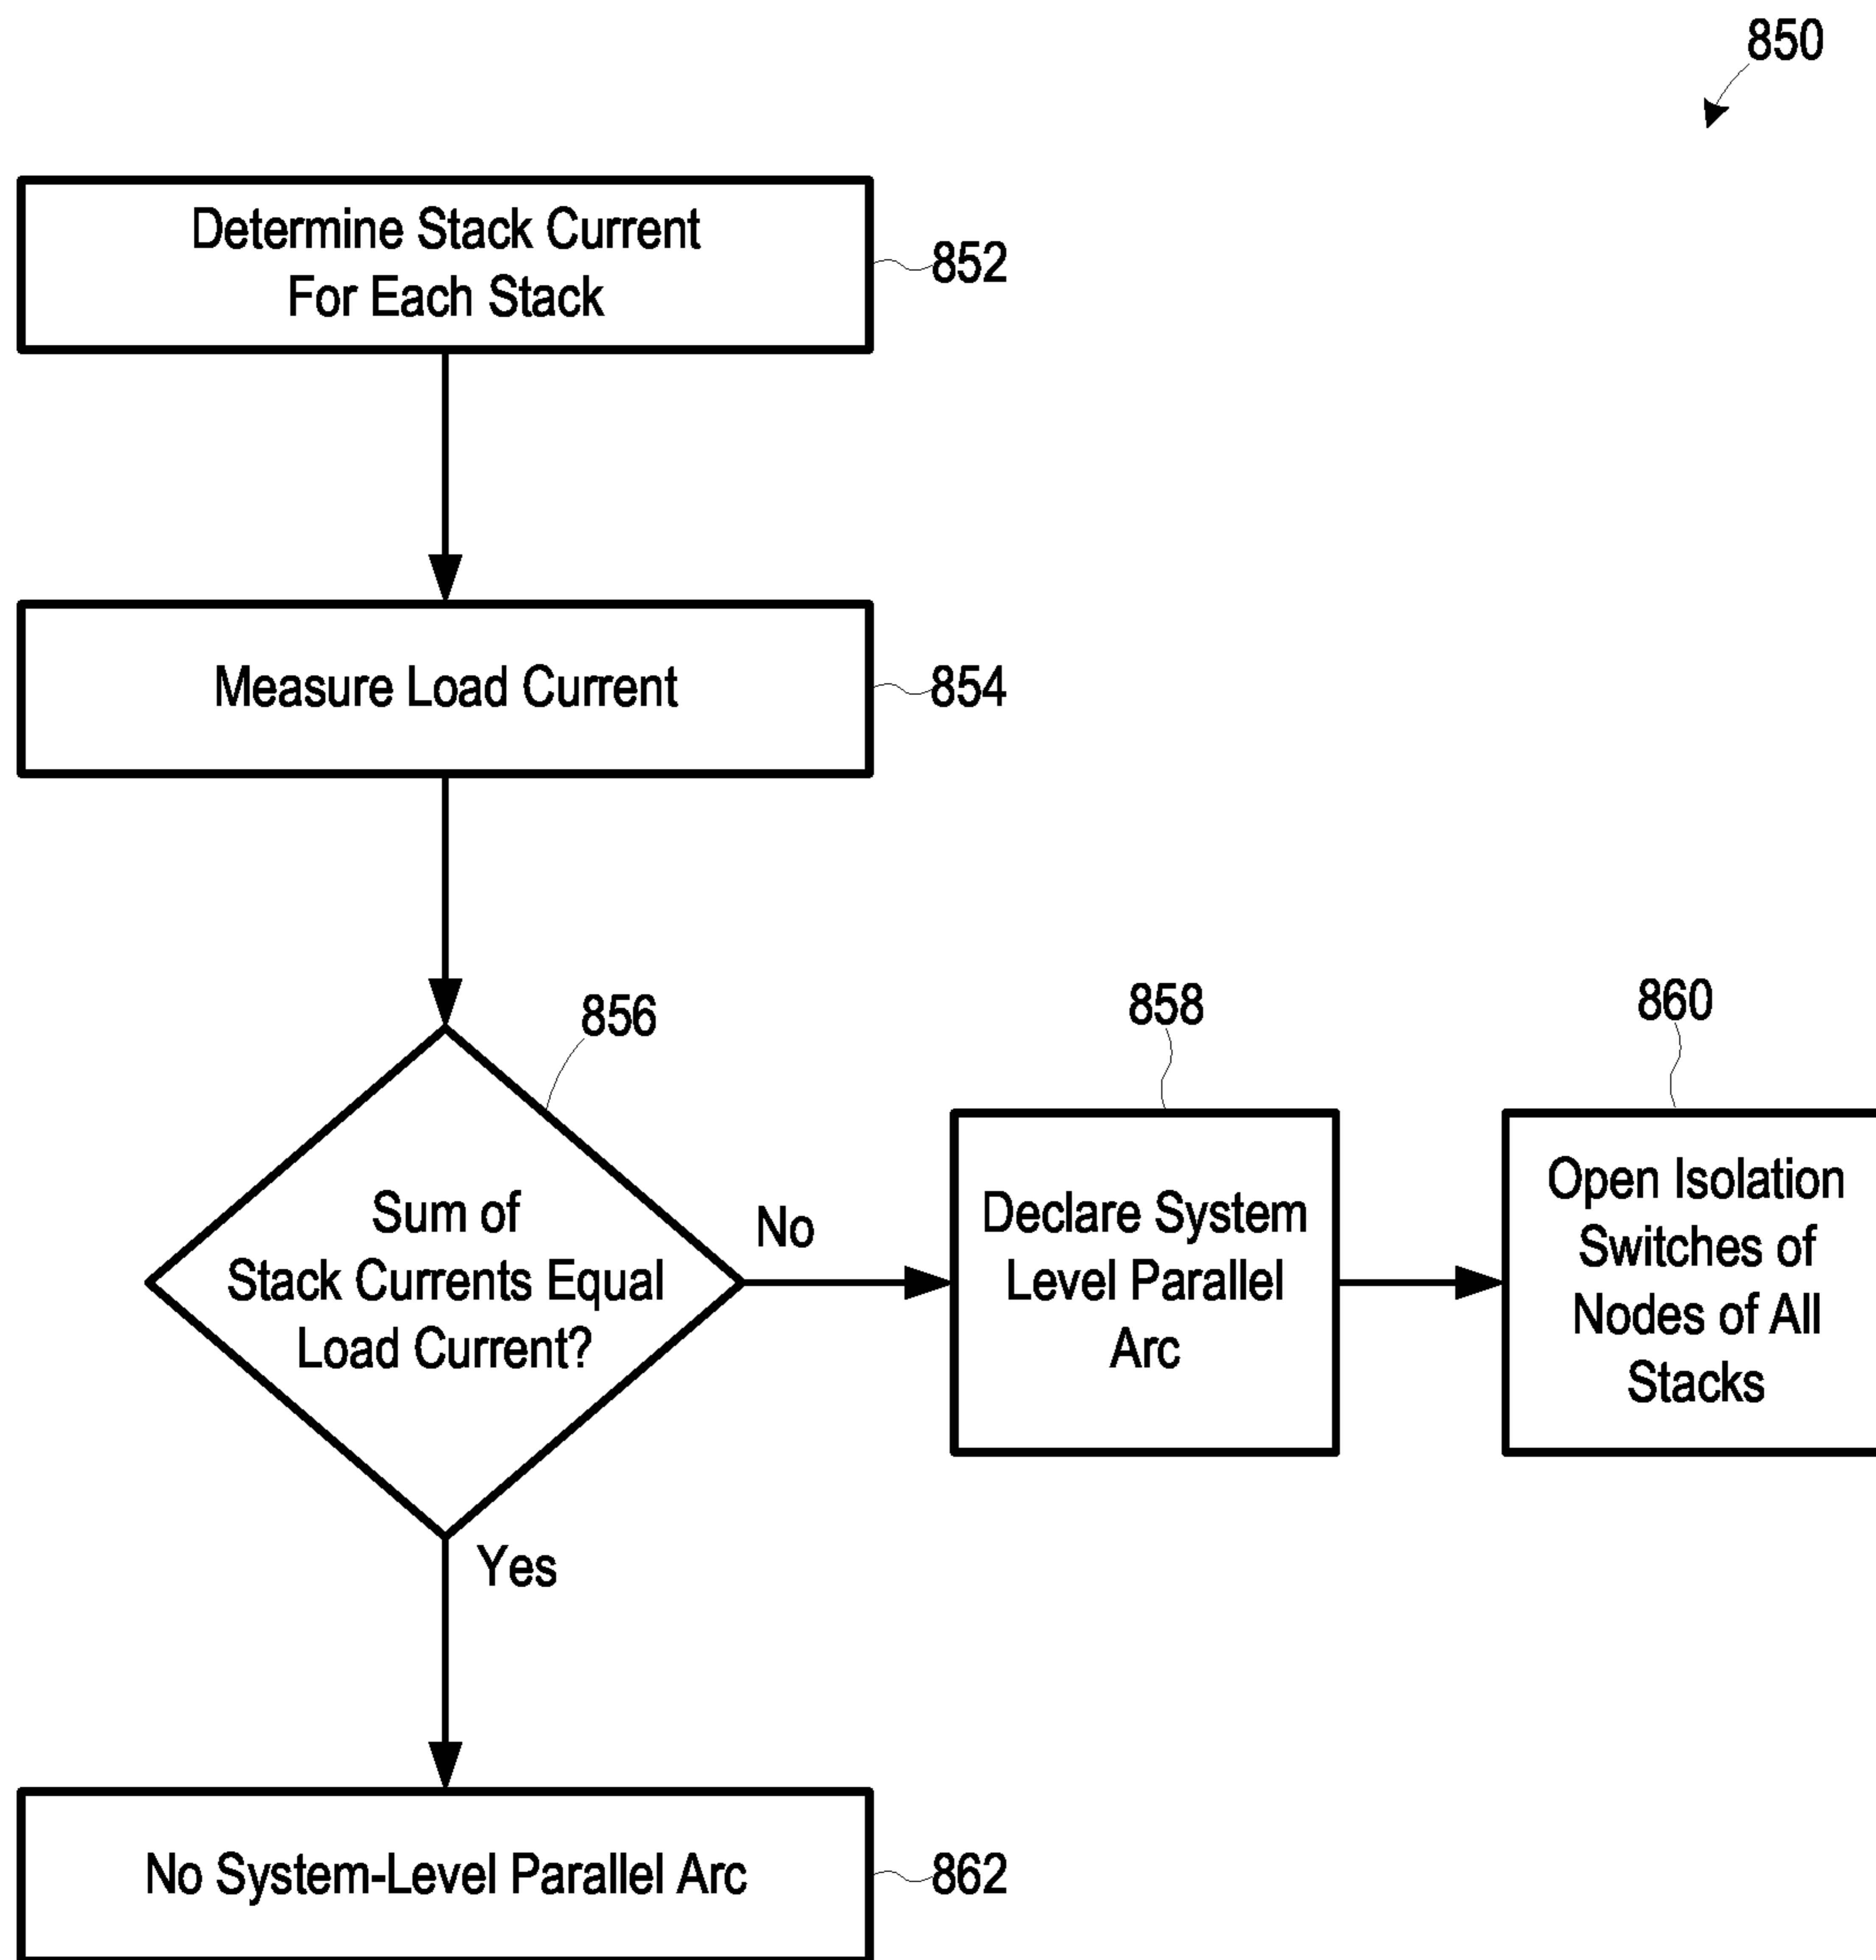 850
Determine Stack Current
For Each Stack
852
Measure Load Current
854
856
Sum of
Stack Currents Equal
Load Current?
No
Yes
858
Declare System
Level Parallel
Arc
860
Open Isolation
Switches of
Nodes of All
Stacks
No System-Level Parallel Arc
862